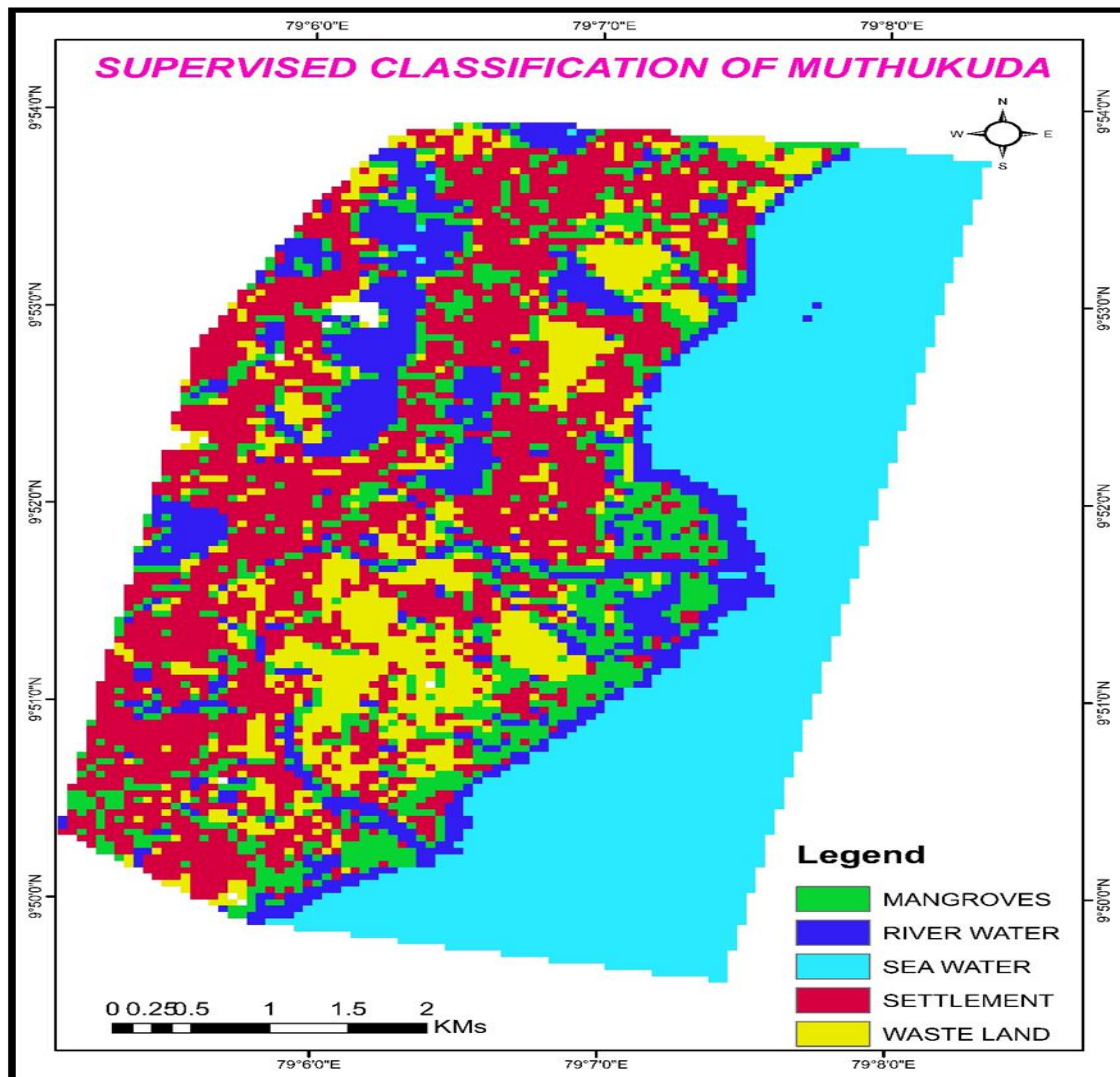 79°6'0"E 79°7'0"E 79°8'0"E
SUPERVISED CLASSIFICATION OF MUTHUKUDA
9°54'0"N 9°54'0"N
N
W E
S
9°53'0"N 9°53'0"N
9°52'0"N 9°52'0"N
9°51'0"N 9°51'0"N
Legend
MANGROVES
9°50'0"N 9°50'0"N
RIVER WATER
SEA WATER
SETTLEMENT
WASTE LAND
0 0.25 0.5 1 1.5 2
KMs
79°6'0"E 79°7'0"E 79°8'0"E